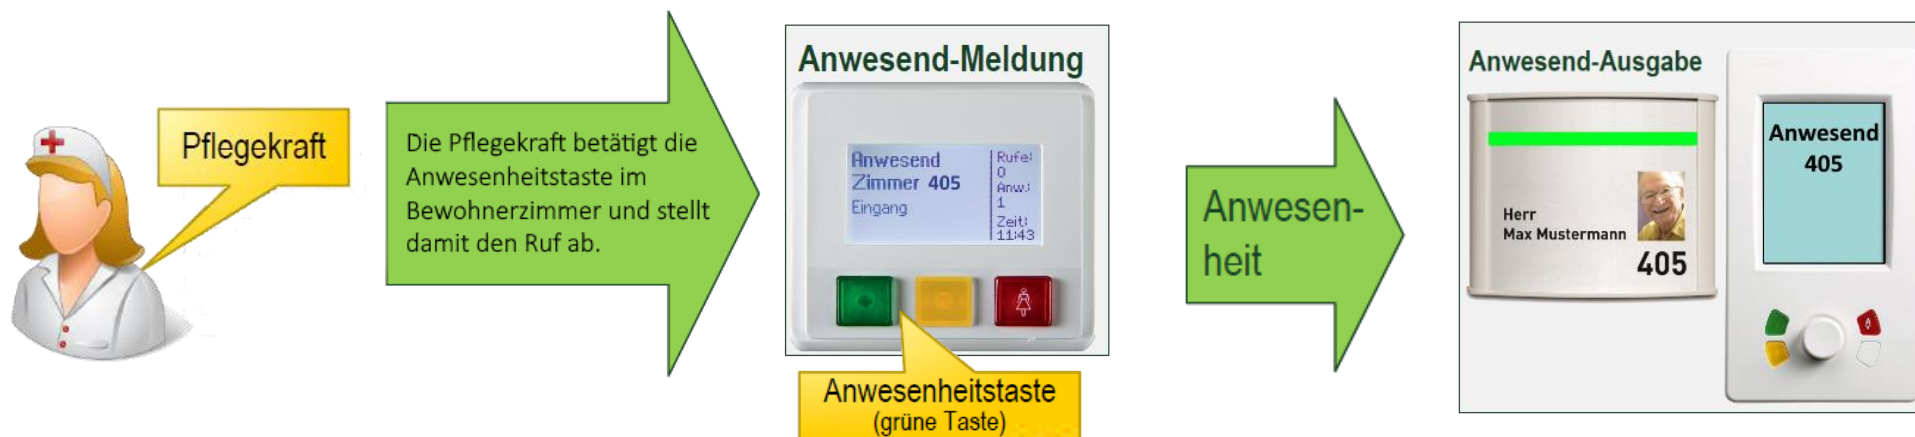 Pflegekraft
Die Pflegekraft betätigt die
Anwesenheitstaste im
Bewohnerzimmer und stellt
damit den Ruf ab.
Anwesend-Meldung
Anwesend
Zimmer 405
Eingang
Rufe:
0
Anw.:
1
Zeit:
11:43
Anwesenheitstaste
(grüne Taste)
Anwesen-
heit
Anwesend-Ausgabe
Herr
Max Mustermann
405
Anwesend
405